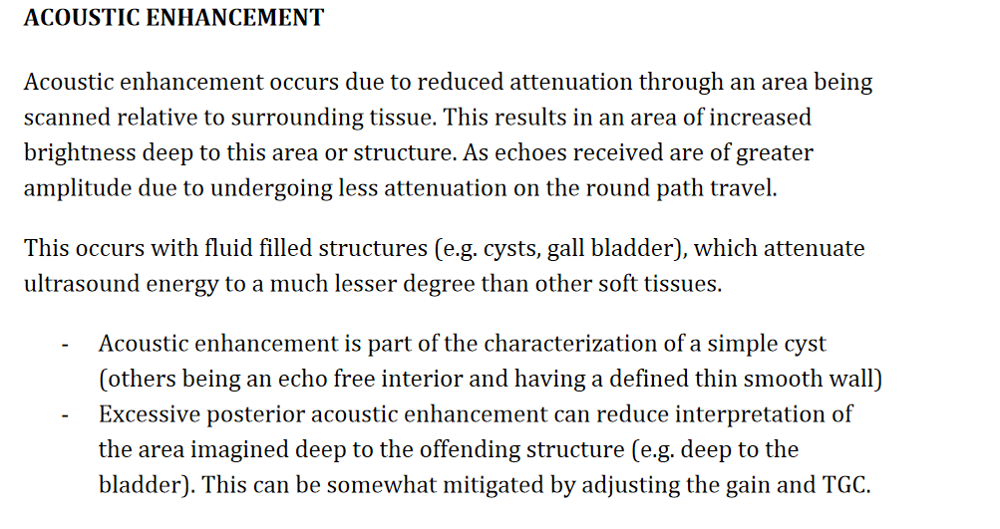 ACOUSTIC ENHANCEMENT
Acoustic enhancement occurs due to reduced attenuation through an area being
scanned relative to surrounding tissue. This results in an area of increased
brightness deep to this area or structure. As echoes received are of greater
amplitude due to undergoing less attenuation on the round path travel.
This occurs with fluid filled structures (e.g. cysts, gall bladder), which attenuate
ultrasound energy to a much lesser degree than other soft tissues.
- Acoustic enhancement is part of the characterization of a simple cyst
(others being an echo free interior and having a defined thin smooth wall)
- Excessive posterior acoustic enhancement can reduce interpretation of
the area imagined deep to the offending structure (e.g. deep to the
bladder). This can be somewhat mitigated by adjusting the gain and TGC.